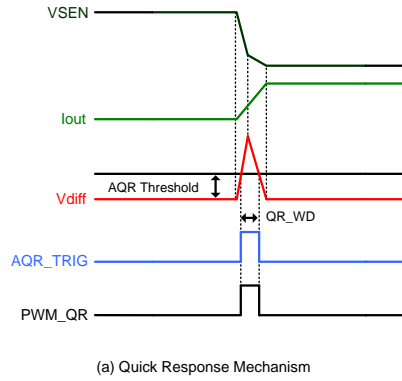 VSEN
Iout
AQR Threshold
Vdiff
QR_WD
AQR_TRIG
PWM_QR
(a) Quick Response Mechanism